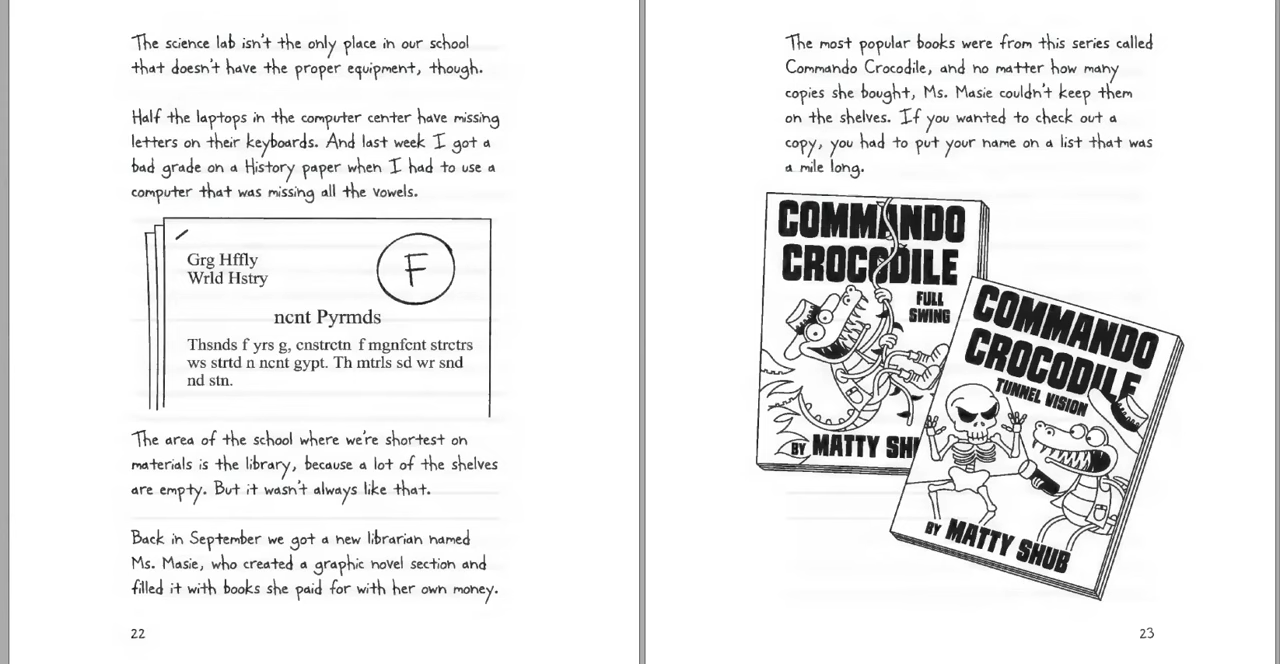 The science lab isn't the only place in our school
that doesn't have the proper equipment, though.
Half the laptops in the computer center have missing
letters on their keyboards. And last week I got a
bad grade on a History paper when I had to use a
computer that was missing all the vowels.
Grg Hffly
Wrld Hstry
F
ncnt Pyrmds
Thsnds f yrs g, cnstrctn f mgnfcnt strctrs
ws strtd n ncnt gypt. Th mtrls sd wr snd
nd stn.
The area of the school where we're shortest on
materials is the library, because a lot of the shelves
are empty. But it wasn't always like that.
Back in September we got a new librarian named
Ms. Masie, who created a graphic novel section and
filled it with books she paid for with her own money.
22
The most popular books were from this series called
Commando Crocodile, and no matter how many
copies she bought, Ms. Masie couldn't keep them
on the shelves. If you wanted to check out a
copy, you had to put your name on a list that was
a mile long.
COMMANDO
CROCODILE
FULL
SWING
BY MATTY SHU
COMMANDO
CROCODILE
TUNNEL VISION
BY MATTY SHUB
23